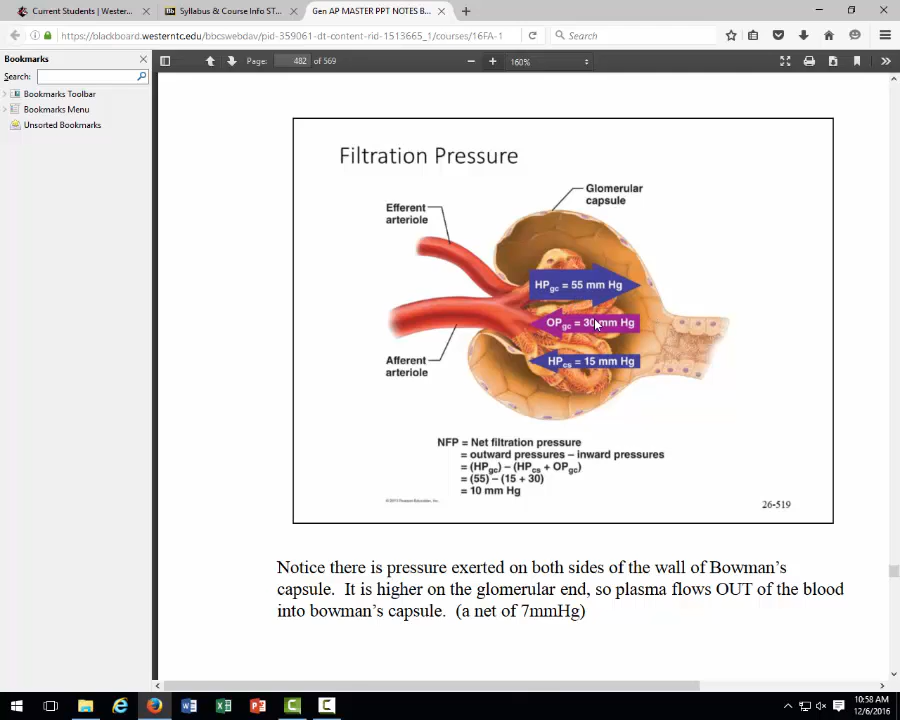 Current Students | Wester...
Syllabus & Course Info ST...
Gen AP MASTER PPT NOTES B...
https://blackboard.westerntc.edu/bbcswebdav/pid-359061-dt-content-rid-1513665_1/courses/16FA-1
Search
Bookmarks
Page: 482 of 569
160%
Search:
Bookmarks Toolbar
Bookmarks Menu
Unsorted Bookmarks
Filtration Pressure
Glomerular
capsule
Efferent
arteriole
HPgc = 55 mm Hg
OPgc = 30 mm Hg
HPcs = 15 mm Hg
Afferent
arteriole
NFP = Net filtration pressure
= outward pressures – inward pressures
= (HPgc) – (HPcs + OPgc)
= (55) – (15 + 30)
= 10 mm Hg
26-519
Notice there is pressure exerted on both sides of the wall of Bowman's
capsule. It is higher on the glomerular end, so plasma flows OUT of the blood
into bowman's capsule. (a net of 7mmHg)
10:58 AM
12/6/2016